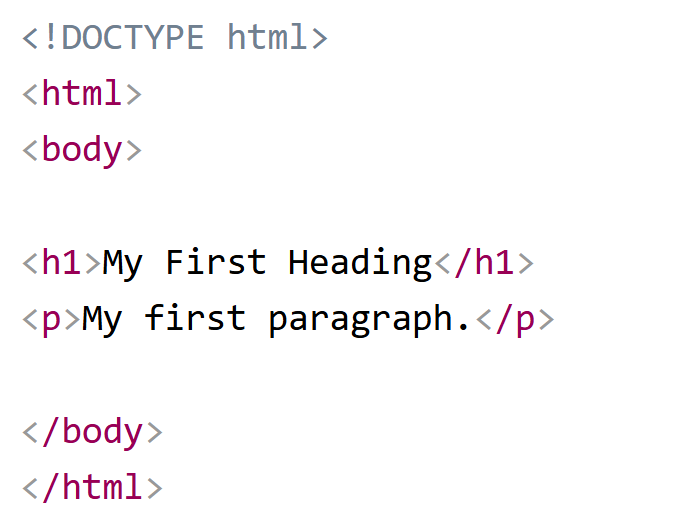 <!DOCTYPE html>
<html>
<body>
<h1>My First Heading</h1>
<p>My first paragraph.</p>
</body>
</html>